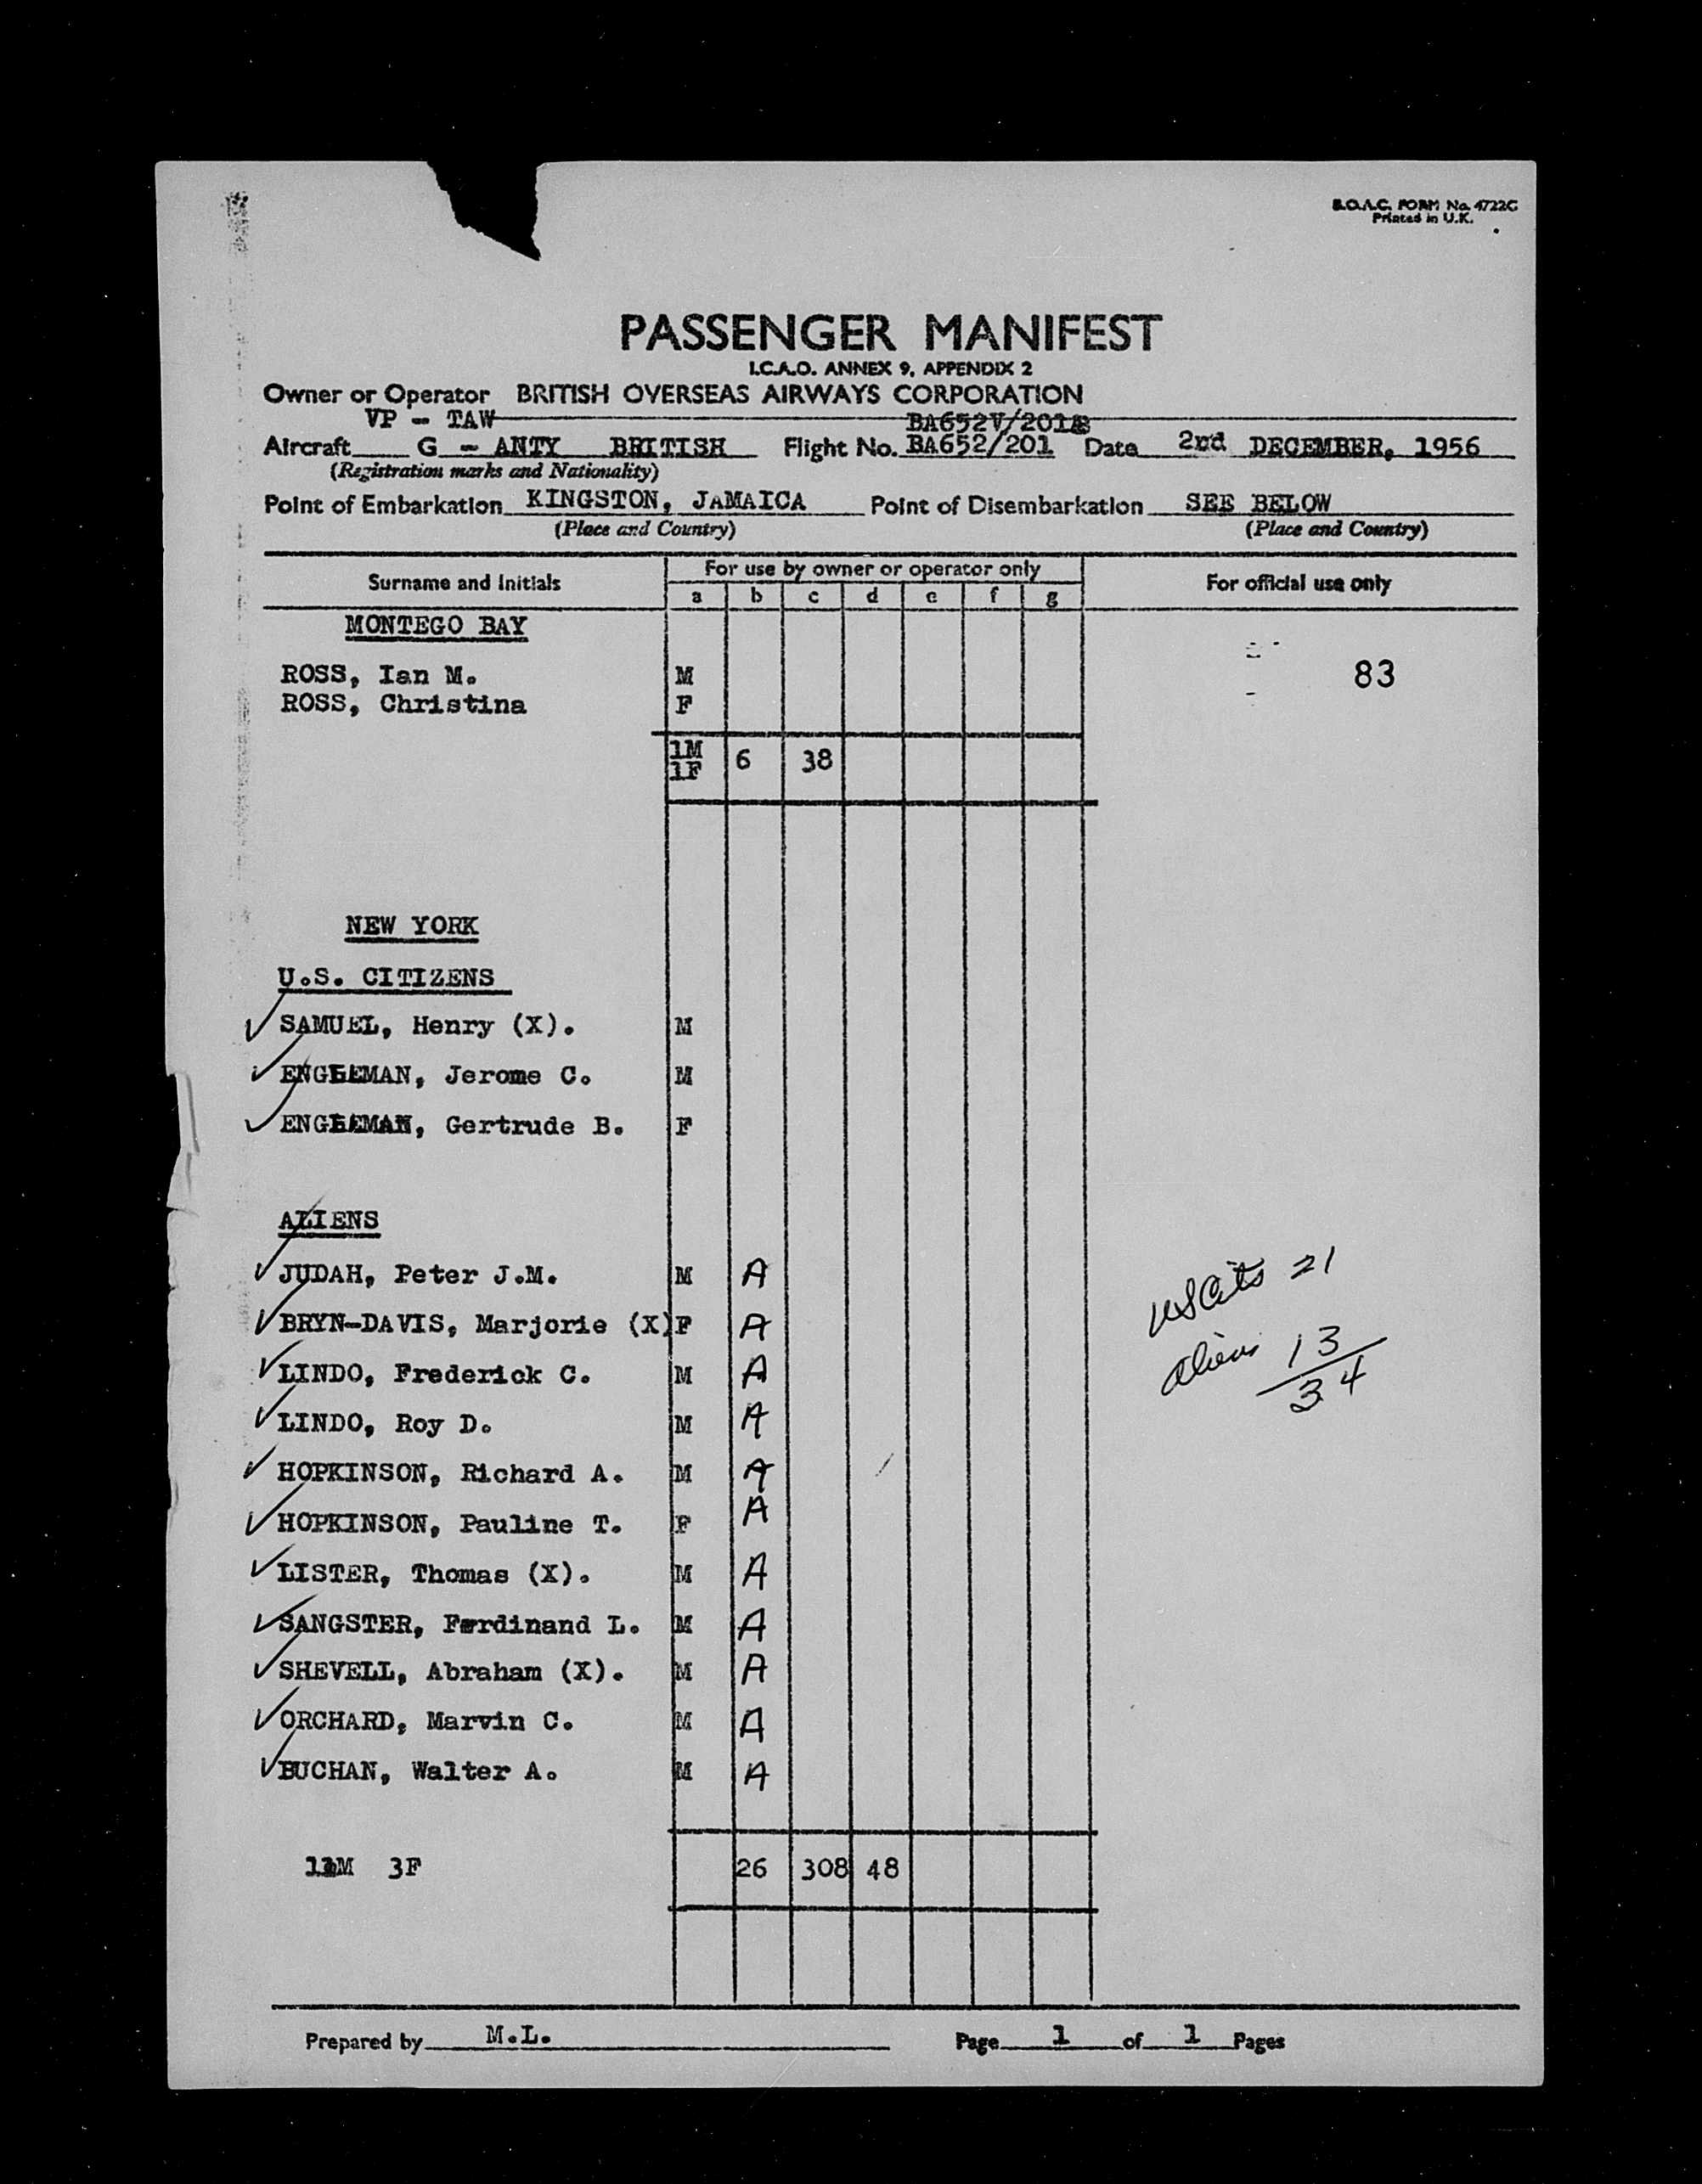 B.O.A.C. FORM No. 4722C
Printed in U.K.
PASSENGER MANIFEST
I.C.A.O. ANNEX 9, APPENDIX 2
Owner or Operator BRITISH OVERSEAS AIRWAYS CORPORATION
VP - TAW BA652V/201
Aircraft G - ANTY BRITISH Flight No. BA652/201 Date 2nd DECEMBER, 1956
(Registration marks and Nationality)
Point of Embarkation KINGSTON, JAMAICA Point of Disembarkation SEE BELOW
(Place and Country) (Place and Country)
Surname and Initials For use by owner or operator only For official use only
a b c d e f g
MONTEGO BAY
ROSS, Ian M. M 83
ROSS, Christina F
1M 6 38
1F
NEW YORK
U.S. CITIZENS
SAMUEL, Henry (X). M
ENGLEMAN, Jerome C. M
ENGLEMAN, Gertrude B. F
ALIENS
JUDAH, Peter J.M. M A
BRYN-DAVIS, Marjorie (X) F A
LINDO, Frederick C. M A
LINDO, Roy D. M A
HOPKINSON, Richard A. M A
HOPKINSON, Pauline T. F A
LISTER, Thomas (X). M A
SANGSTER, Ferdinand L. M A
SHEVELL, Abraham (X). M A
ORCHARD, Marvin C. M A
BUCHAN, Walter A. M A
US Cits 21
Aliens 13
34
3F 26 308 48
Prepared by M.L. Page 1 of 1 Pages